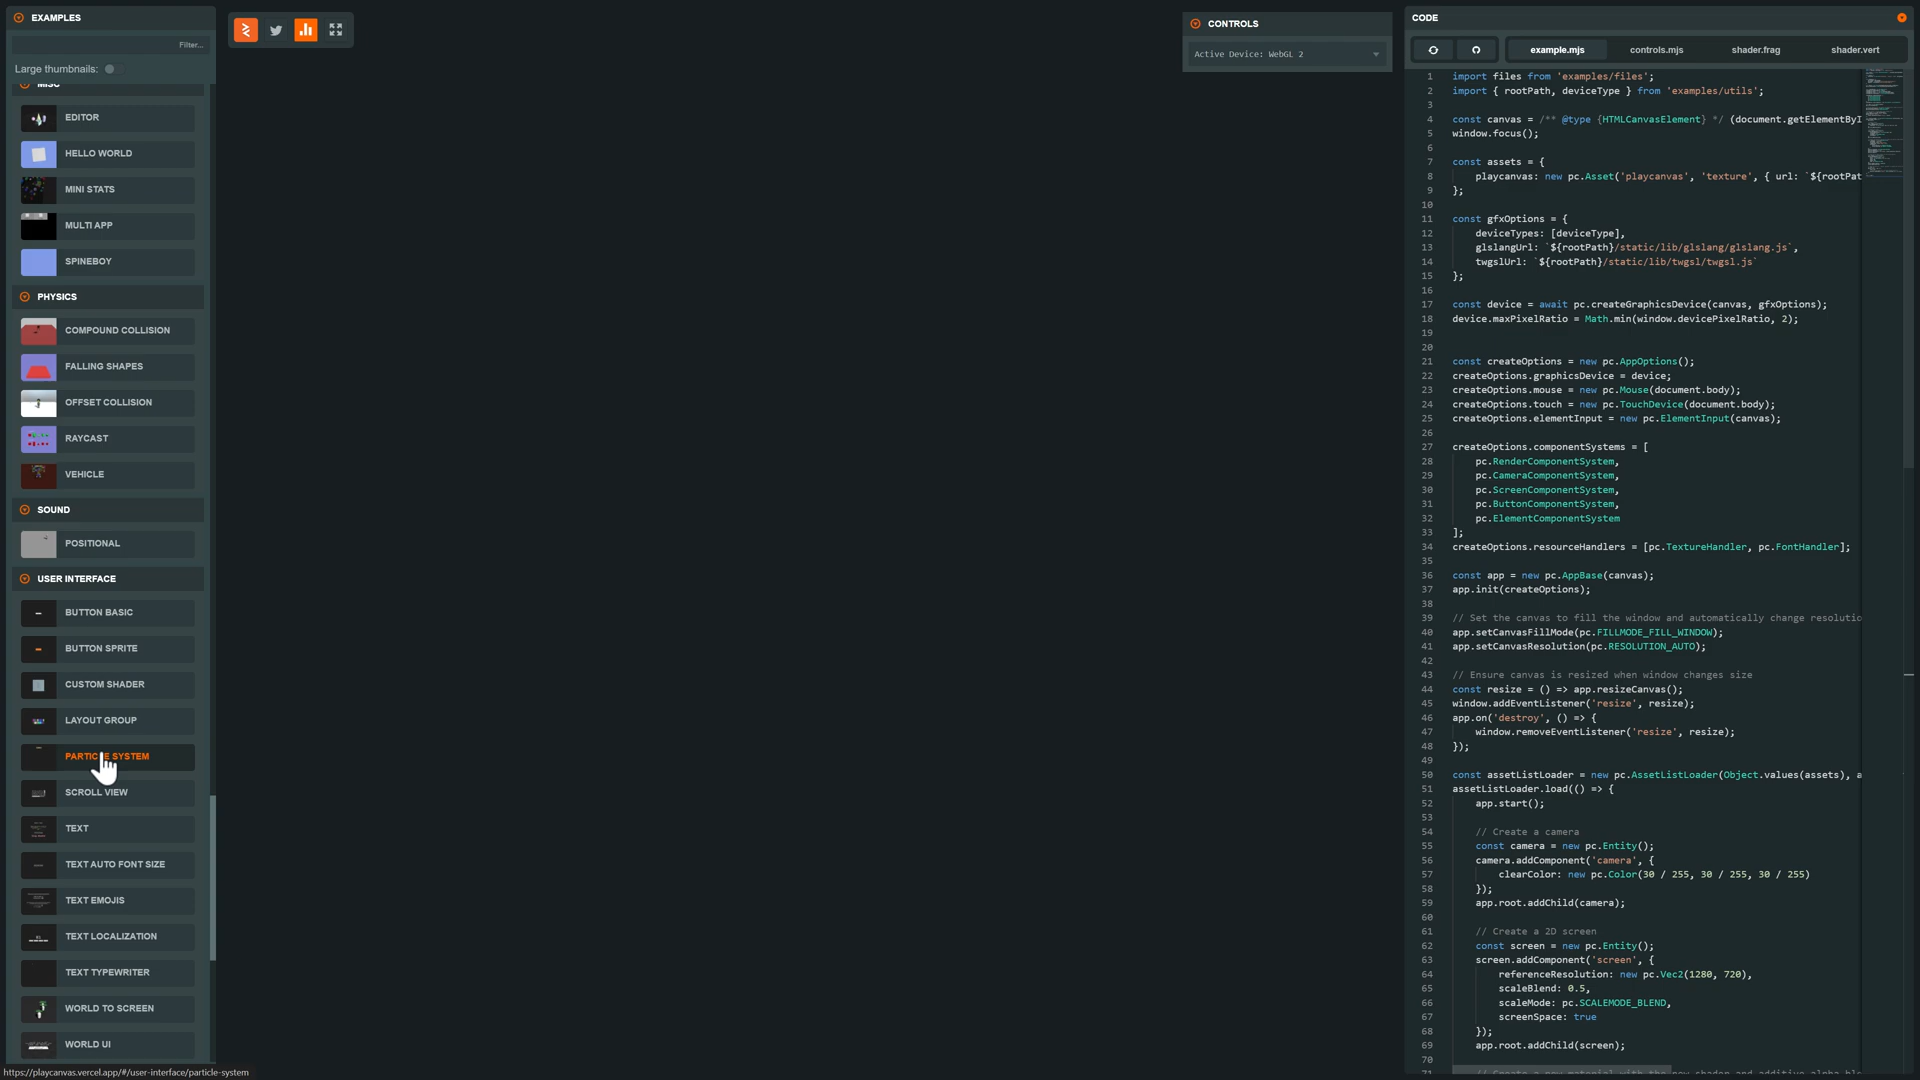 EXAMPLES
Filter...
Large thumbnails:
MISC
EDITOR
HELLO WORLD
MINI STATS
MULTI APP
SPINEBOY
PHYSICS
COMPOUND COLLISION
FALLING SHAPES
OFFSET COLLISION
RAYCAST
VEHICLE
SOUND
POSITIONAL
USER INTERFACE
BUTTON BASIC
BUTTON SPRITE
CUSTOM SHADER
LAYOUT GROUP
PARTICLE SYSTEM
SCROLL VIEW
TEXT
TEXT AUTO FONT SIZE
TEXT EMOJIS
TEXT LOCALIZATION
TEXT TYPEWRITER
WORLD TO SCREEN
WORLD UI
https://playcanvas.vercel.app/#/user-interface/particle-system
CONTROLS
Active Device: WebGL 2
CODE
example.mjs controls.mjs shader.frag shader.vert
1 import files from 'examples/files';
2 import { rootPath, deviceType } from 'examples/utils';
3
4 const canvas = /** @type {HTMLCanvasElement} */ (document.getElementByI
5 window.focus();
6
7 const assets = {
8 playcanvas: new pc.Asset('playcanvas', 'texture', { url: `${rootPat
9 };
10
11 const gfxOptions = {
12 deviceTypes: [deviceType],
13 glslangUrl: `${rootPath}/static/lib/glslang/glslang.js`,
14 twgslUrl: `${rootPath}/static/lib/twgsl/twgsl.js`
15 };
16
17 const device = await pc.createGraphicsDevice(canvas, gfxOptions);
18 device.maxPixelRatio = Math.min(window.devicePixelRatio, 2);
19
20
21 const createOptions = new pc.AppOptions();
22 createOptions.graphicsDevice = device;
23 createOptions.mouse = new pc.Mouse(document.body);
24 createOptions.touch = new pc.TouchDevice(document.body);
25 createOptions.elementInput = new pc.ElementInput(canvas);
26
27 createOptions.componentSystems = [
28 pc.RenderComponentSystem,
29 pc.CameraComponentSystem,
30 pc.ScreenComponentSystem,
31 pc.ButtonComponentSystem,
32 pc.ElementComponentSystem
33 ];
34 createOptions.resourceHandlers = [pc.TextureHandler, pc.FontHandler];
35
36 const app = new pc.AppBase(canvas);
37 app.init(createOptions);
38
39 // Set the canvas to fill the window and automatically change resolutio
40 app.setCanvasFillMode(pc.FILLMODE_FILL_WINDOW);
41 app.setCanvasResolution(pc.RESOLUTION_AUTO);
42
43 // Ensure canvas is resized when window changes size
44 const resize = () => app.resizeCanvas();
45 window.addEventListener('resize', resize);
46 app.on('destroy', () => {
47 window.removeEventListener('resize', resize);
48 });
49
50 const assetListLoader = new pc.AssetListLoader(Object.values(assets), a
51 assetListLoader.load(() => {
52 app.start();
53
54 // Create a camera
55 const camera = new pc.Entity();
56 camera.addComponent('camera', {
57 clearColor: new pc.Color(30 / 255, 30 / 255, 30 / 255)
58 });
59 app.root.addChild(camera);
60
61 // Create a 2D screen
62 const screen = new pc.Entity();
63 screen.addComponent('screen', {
64 referenceResolution: new pc.Vec2(1280, 720),
65 scaleBlend: 0.5,
66 scaleMode: pc.SCALEMODE_BLEND,
67 screenSpace: true
68 });
69 app.root.addChild(screen);
70
71 // Create a new material with the new shader and additive alpha bl